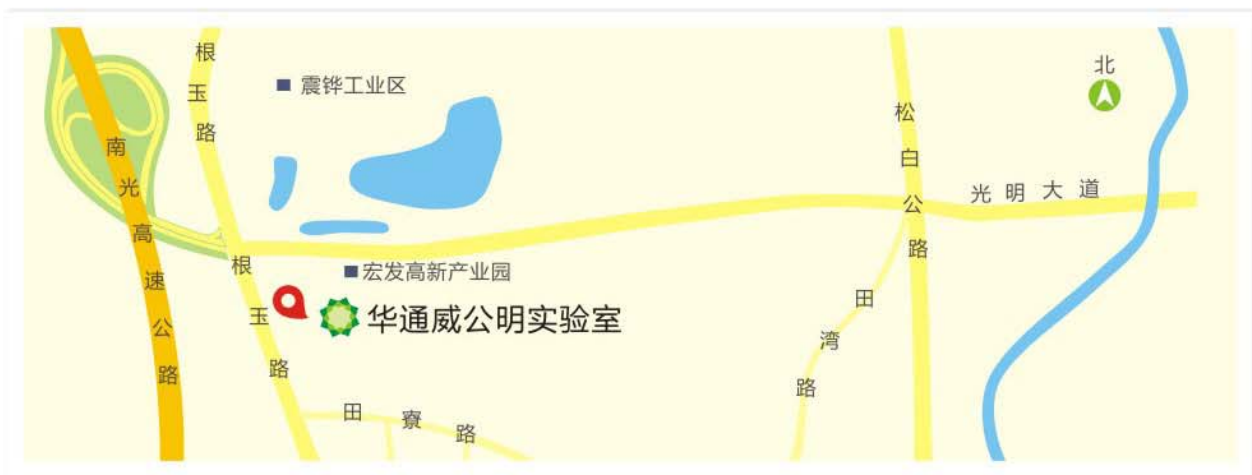 根玉路
震铧工业区
北
松白公路
南光高速公路
光明大道
根玉路
宏发高新产业园
华通威公明实验室
田湾路
田寮路